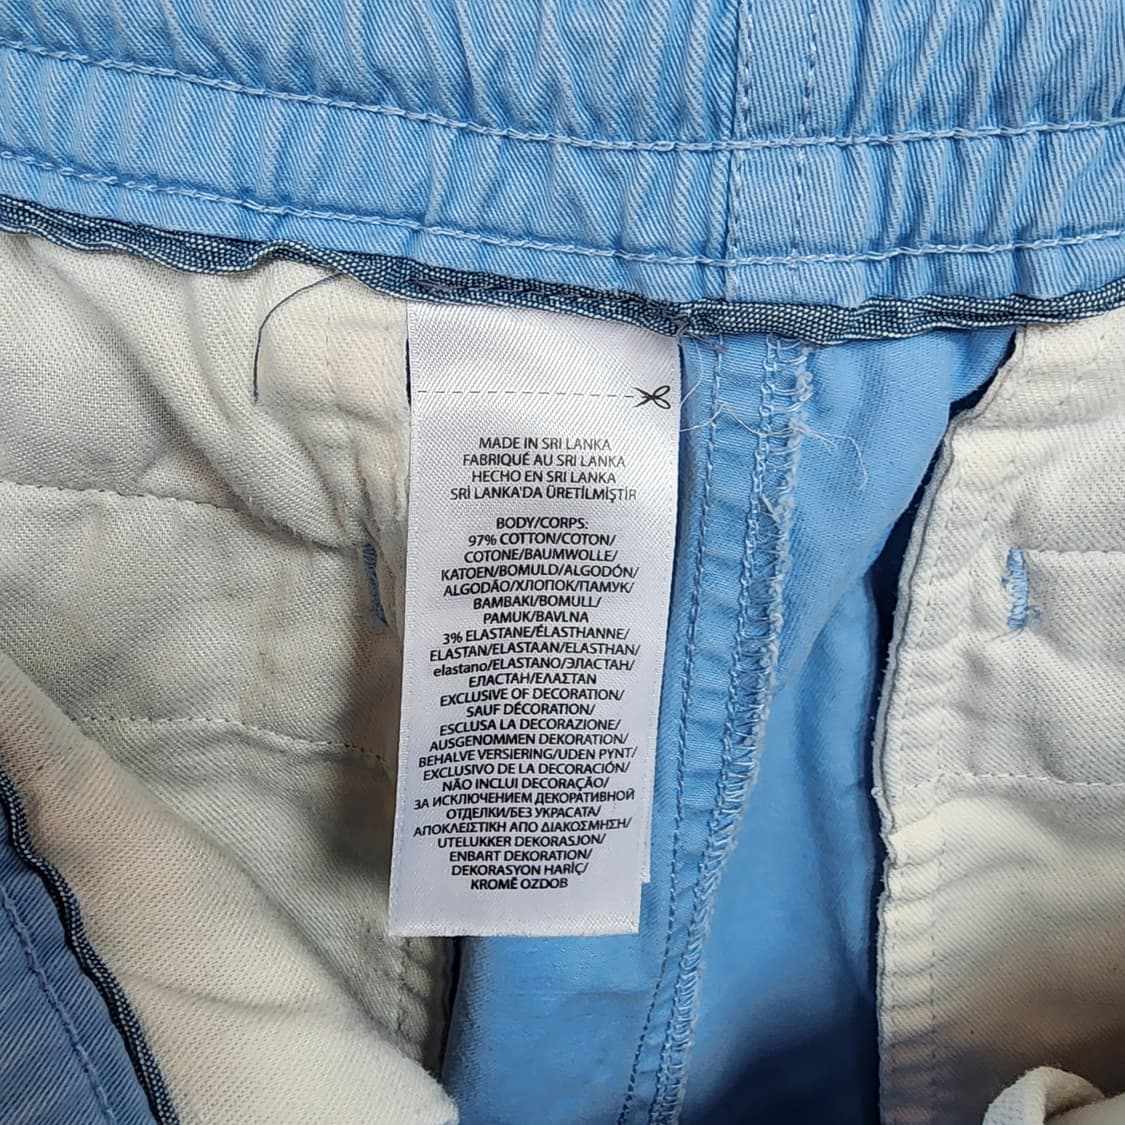 MADE IN SRI LANKA
FABRIQUÉ AU SRI LANKA
HECHO EN SRI LANKA
SRİ LANKA'DA ÜRETİLMİŞTİR
BODY/CORPS:
97% COTTON/COTON/
COTONE/BAUMWOLLE/
KATOEN/BOMULD/ALGODÓN/
ALGODÃO/ХЛОПОК/ПАМУК/
BAMBAKI/BOMULL/
PAMUK/BAVLNA
3% ELASTANE/ÉLASTHANNE/
ELASTAN/ELASTAAN/ELASTHAN/
elastano/ELASTANO/ЭЛАСТАН/
ЕЛАСТАН/ΕΛΑΣΤΑΝ
EXCLUSIVE OF DECORATION/
SAUF DÉCORATION/
ESCLUSA LA DECORAZIONE/
AUSGENOMMEN DEKORATION/
BEHALVE VERSIERING/UDEN PYNT/
EXCLUSIVO DE LA DECORACIÓN/
NÃO INCLUI DECORAÇÃO/
ЗА ИСКЛЮЧЕНИЕМ ДЕКОРАТИВНОЙ
ОТДЕЛКИ/БЕЗ УКРАСАТА/
ΑΠΟΚΛΕΙΣΤΙΚΗ ΑΠΟ ΔΙΑΚΟΣΜΗΣΗ/
UTELUKKER DEKORASJON/
ENBART DEKORATION/
DEKORASYON HARİÇ/
KROMĚ OZDOB